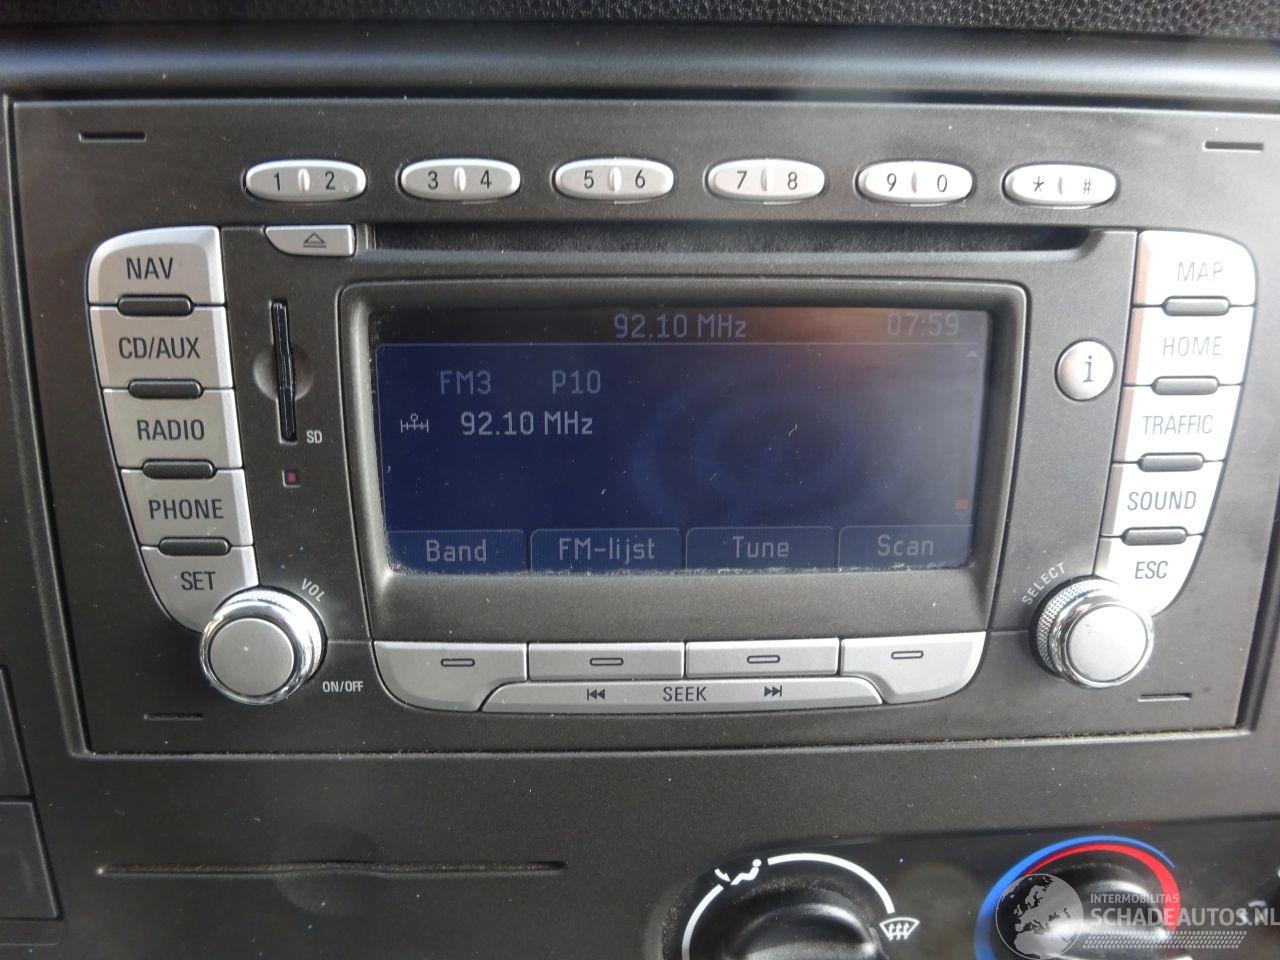 1 2 3 4 5 6 7 8 9 0 * #
NAV
CD/AUX
RADIO
PHONE
SET
SD
VOL
ON/OFF
92.10 MHz 07:59
FM3 P10
92.10 MHz
Band FM-lijst Tune Scan
SEEK
i
MAP
HOME
TRAFFIC
SOUND
ESC
SELECT
INTERMOBILITAS
SCHADEAUTOS.NL